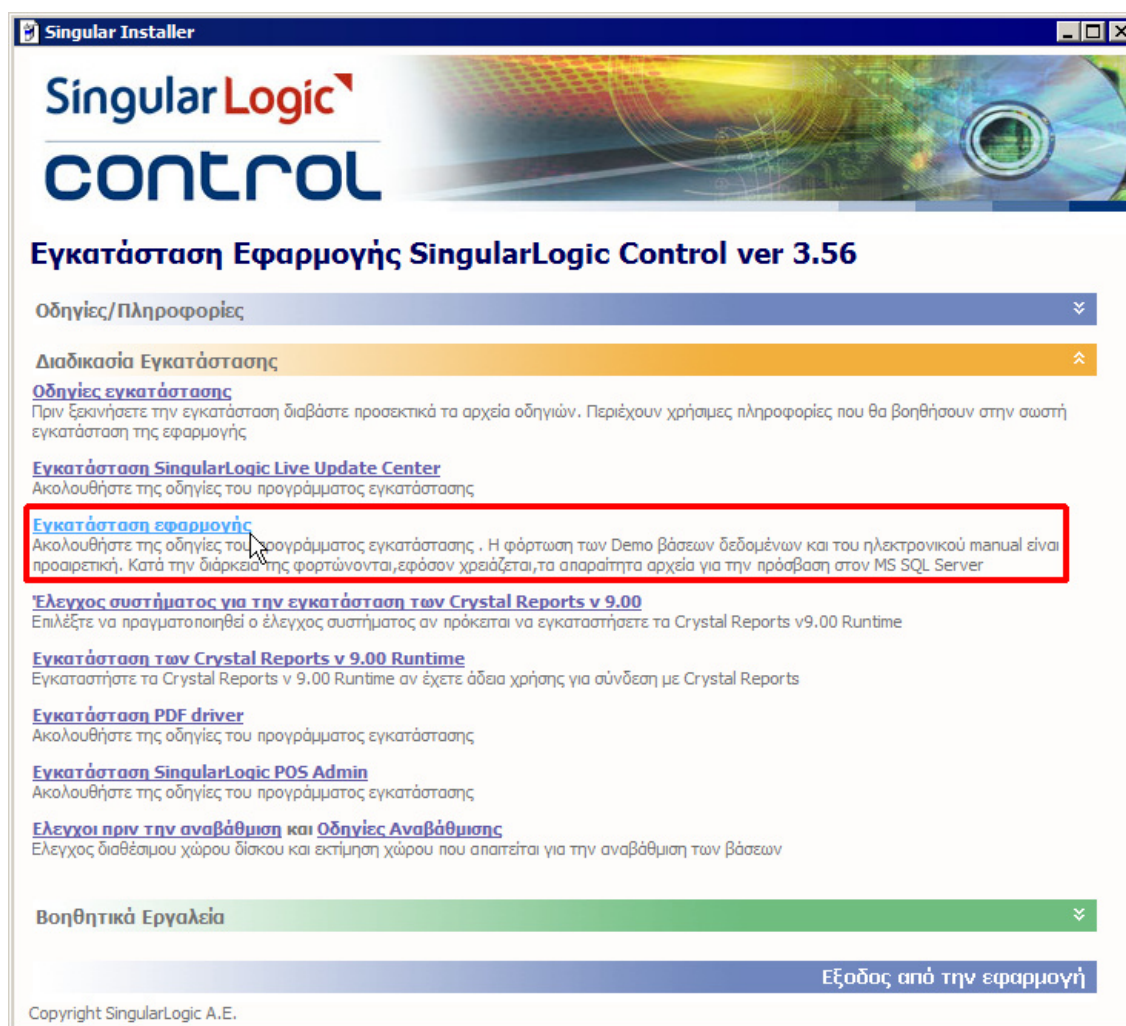 Singular Installer
SingularLogic
control
Εγκατάσταση Εφαρμογής SingularLogic Control ver 3.56
Οδηγίες/Πληροφορίες
Διαδικασία Εγκατάστασης
Οδηγίες εγκατάστασης
Πριν ξεκινήσετε την εγκατάσταση διαβάστε προσεκτικά τα αρχεία οδηγιών. Περιέχουν χρήσιμες πληροφορίες που θα βοηθήσουν στην σωστή
εγκατάσταση της εφαρμογής
Εγκατάσταση SingularLogic Live Update Center
Ακολουθήστε της οδηγίες του προγράμματος εγκατάστασης
Εγκατάσταση εφαρμογής
Ακολουθήστε της οδηγίες του προγράμματος εγκατάστασης . Η φόρτωση των Demo βάσεων δεδομένων και του ηλεκτρονικού manual είναι
προαιρετική. Κατά την διάρκεια της φορτώνονται,εφόσον χρειάζεται,τα απαραίτητα αρχεία για την πρόσβαση στον MS SQL Server
Έλεγχος συστήματος για την εγκατάσταση των Crystal Reports v 9.00
Επιλέξτε να πραγματοποιηθεί ο έλεγχος συστήματος αν πρόκειται να εγκαταστήσετε τα Crystal Reports v9.00 Runtime
Εγκατάσταση των Crystal Reports v 9.00 Runtime
Εγκαταστήστε τα Crystal Reports v 9.00 Runtime αν έχετε άδεια χρήσης για σύνδεση με Crystal Reports
Εγκατάσταση PDF driver
Ακολουθήστε της οδηγίες του προγράμματος εγκατάστασης
Εγκατάσταση SingularLogic POS Admin
Ακολουθήστε της οδηγίες του προγράμματος εγκατάστασης
Ελεγχοι πριν την αναβάθμιση και Οδηγίες Αναβάθμισης
Ελεγχος διαθέσιμου χώρου δίσκου και εκτίμηση χώρου που απαιτείται για την αναβάθμιση των βάσεων
Βοηθητικά Εργαλεία
Εξοδος από την εφαρμογή
Copyright SingularLogic A.E.